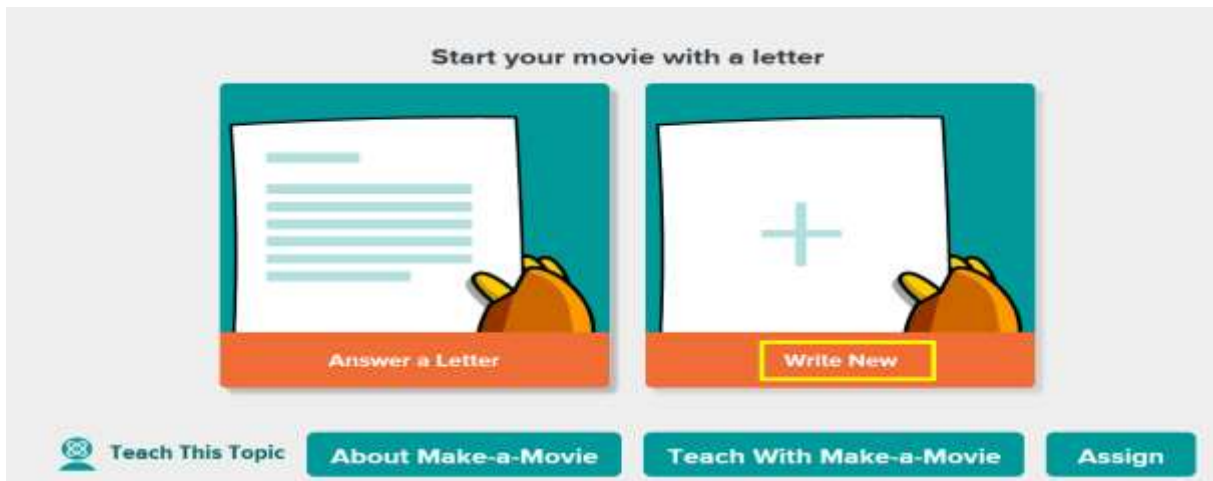 Start your movie with a letter
Answer a Letter
Write New
Teach This Topic
About Make-a-Movie
Teach With Make-a-Movie
Assign